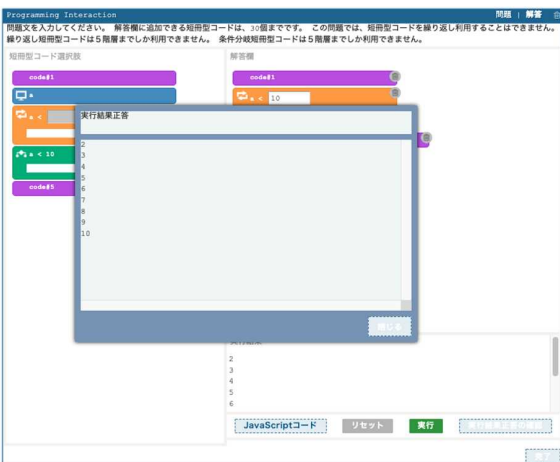 Programming Interaction
問題 | 解答
問題文を入力してください。 解答欄に追加できる短冊型コードは、30個までです。 この問題では、短冊型コードを繰り返し利用することはできません。
繰り返し短冊型コードは５階層までしか利用できません。 条件分岐短冊型コードは５階層までしか利用できません。
短冊型コード選択肢
解答欄
code#1
a
a <
a < 10
code#5
code#1
a < 10
実行結果正答
2
3
4
5
6
7
8
9
10
閉じる
実行結果
2
3
4
5
6
JavaScriptコード
リセット
実行